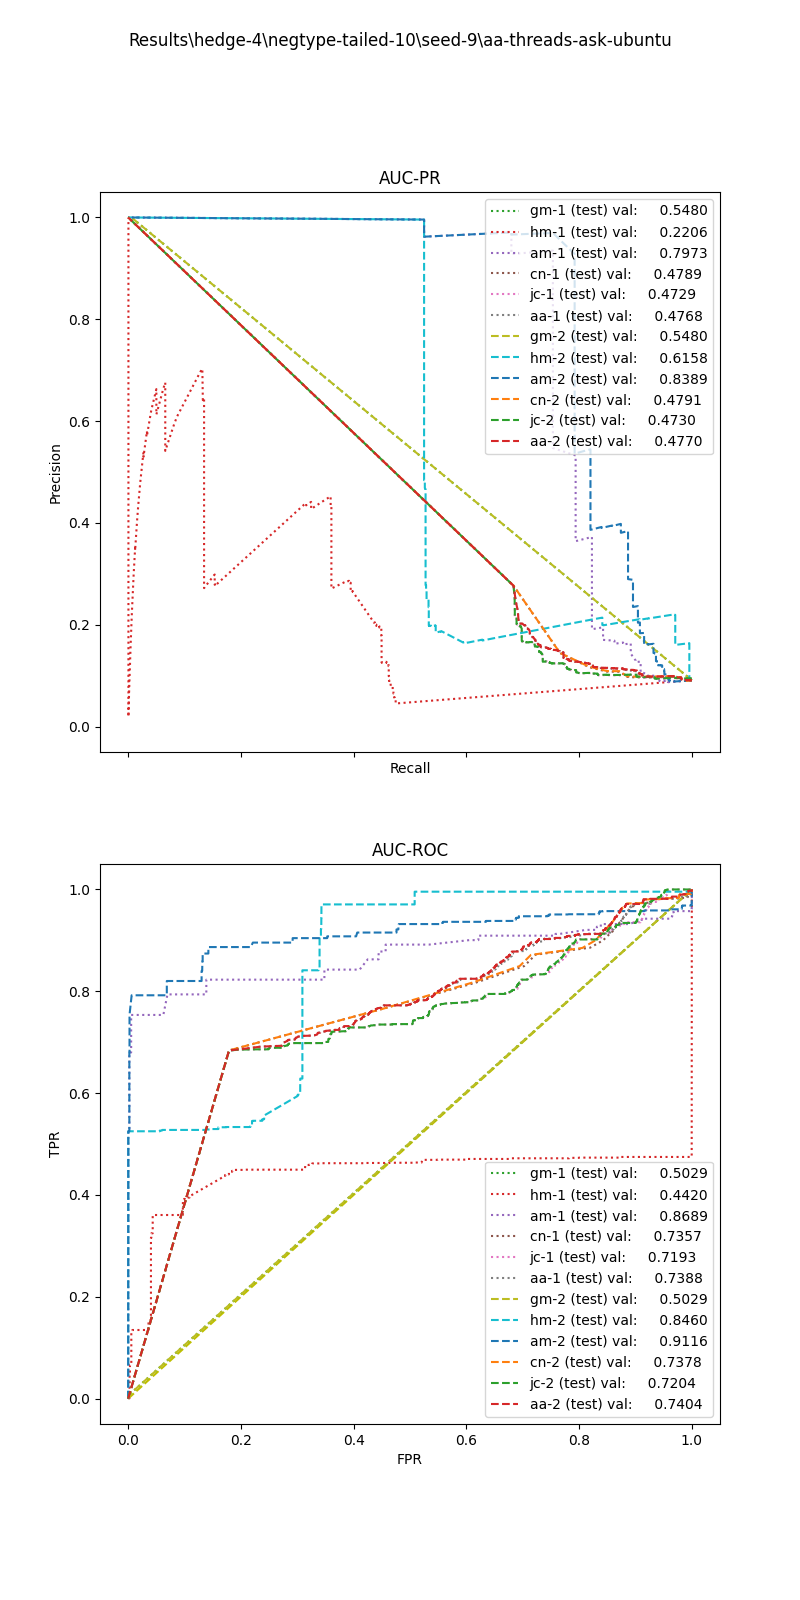 Results\hedge-4\negtype-tailed-10\seed-9\aa-threads-ask-ubuntu
AUC-PR
1.0
0.8
0.6
0.4
0.2
0.0
Precision
Recall
gm-1 (test) val: 0.5480
hm-1 (test) val: 0.2206
am-1 (test) val: 0.7973
cn-1 (test) val: 0.4789
jc-1 (test) val: 0.4729
aa-1 (test) val: 0.4768
gm-2 (test) val: 0.5480
hm-2 (test) val: 0.6158
am-2 (test) val: 0.8389
cn-2 (test) val: 0.4791
jc-2 (test) val: 0.4730
aa-2 (test) val: 0.4770
AUC-ROC
1.0
0.8
0.6
0.4
0.2
0.0
TPR
gm-1 (test) val: 0.5029
hm-1 (test) val: 0.4420
am-1 (test) val: 0.8689
cn-1 (test) val: 0.7357
jc-1 (test) val: 0.7193
aa-1 (test) val: 0.7388
gm-2 (test) val: 0.5029
hm-2 (test) val: 0.8460
am-2 (test) val: 0.9116
cn-2 (test) val: 0.7378
jc-2 (test) val: 0.7204
aa-2 (test) val: 0.7404
0.0 0.2 0.4 0.6 0.8 1.0
FPR